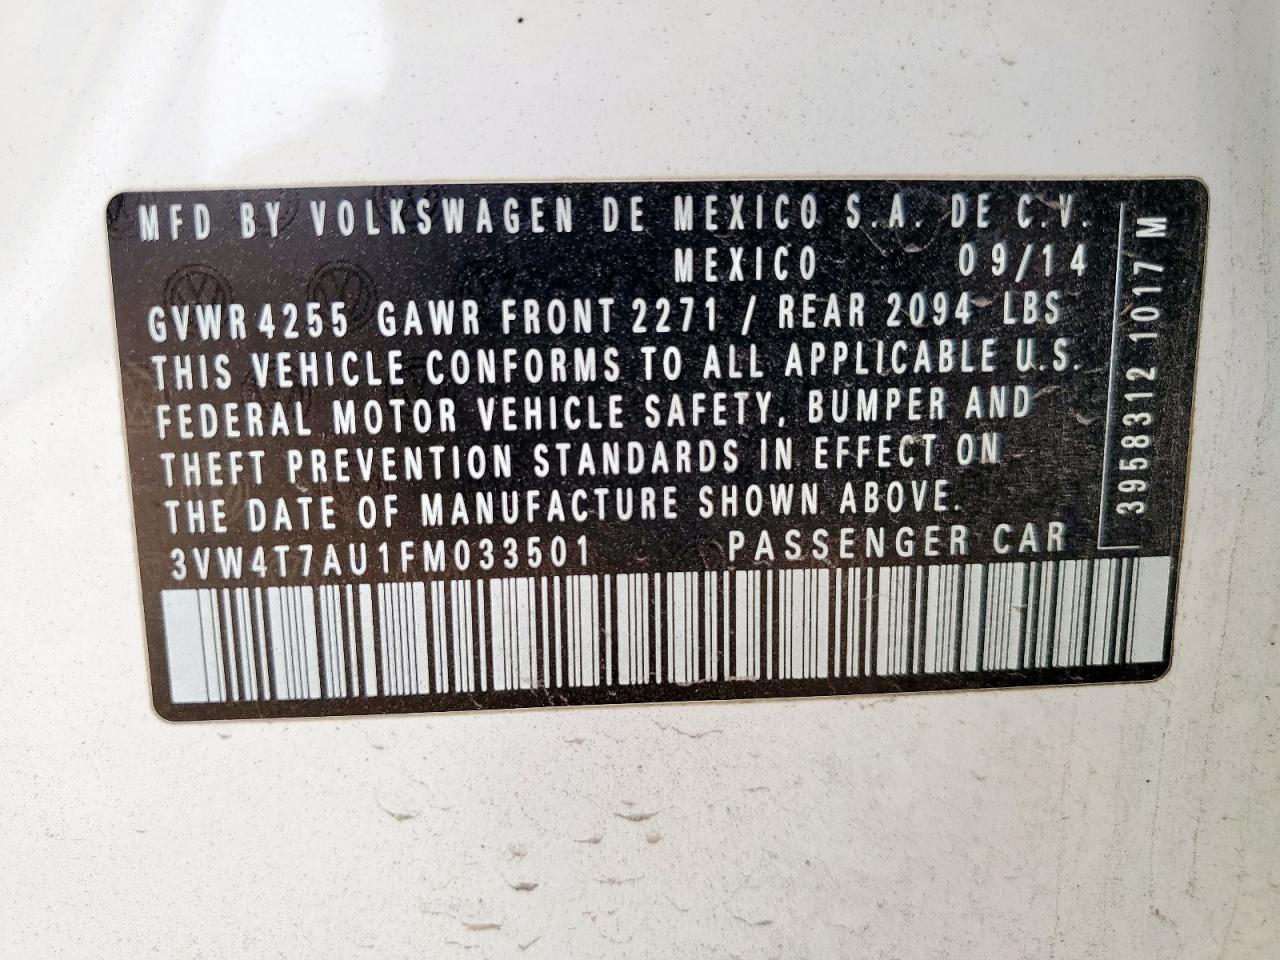 MFD BY VOLKSWAGEN DE MEXICO S.A. DE C.V.
MEXICO 09/14
GVWR 4255 GAWR FRONT 2271 / REAR 2094 LBS
THIS VEHICLE CONFORMS TO ALL APPLICABLE U.S.
FEDERAL MOTOR VEHICLE SAFETY, BUMPER AND
THEFT PREVENTION STANDARDS IN EFFECT ON
THE DATE OF MANUFACTURE SHOWN ABOVE.
3VW4T7AU1FM033501 PASSENGER CAR
3958312 1017 M